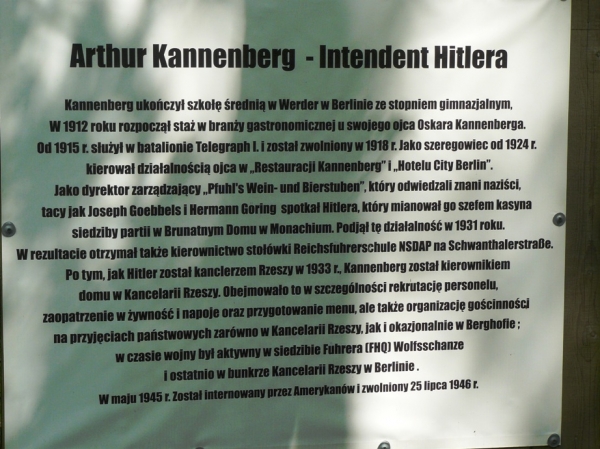 Arthur Kannenberg - Intendent Hitlera
Kannenberg ukończył szkołę średnią w Werder w Berlinie ze stopniem gimnazjalnym,
W 1912 roku rozpoczął staż w branży gastronomicznej u swojego ojca Oskara Kannenberga.
Od 1915 r. służył w batalionie Telegraph I. i został zwolniony w 1918 r. Jako szeregowiec od 1924 r.
kierował działalnością ojca w „Restauracji Kannenberg” i „Hotelu City Berlin”.
Jako dyrektor zarządzający „Pfuhl's Wein- und Bierstuben”, który odwiedzali znani naziści,
tacy jak Joseph Goebbels i Hermann Goring spotkał Hitlera, który mianował go szefem kasyna
siedziby partii w Brunatnym Domu w Monachium. Podjął tę działalność w 1931 roku.
W rezultacie otrzymał także kierownictwo stołówki Reichsfuhrerschule NSDAP na Schwanthalerstraße.
Po tym, jak Hitler został kanclerzem Rzeszy w 1933 r., Kannenberg został kierownikiem
domu w Kancelarii Rzeszy. Obejmowało to w szczególności rekrutację personelu,
zaopatrzenie w żywność i napoje oraz przygotowanie menu, ale także organizację gościnności
na przyjęciach państwowych zarówno w Kancelarii Rzeszy, jak i okazjonalnie w Berghofie ;
w czasie wojny był aktywny w siedzibie Fuhrera (FHQ) Wolfsschanze
i ostatnio w bunkrze Kancelarii Rzeszy w Berlinie .
W maju 1945 r. Został internowany przez Amerykanów i zwolniony 25 lipca 1946 r.